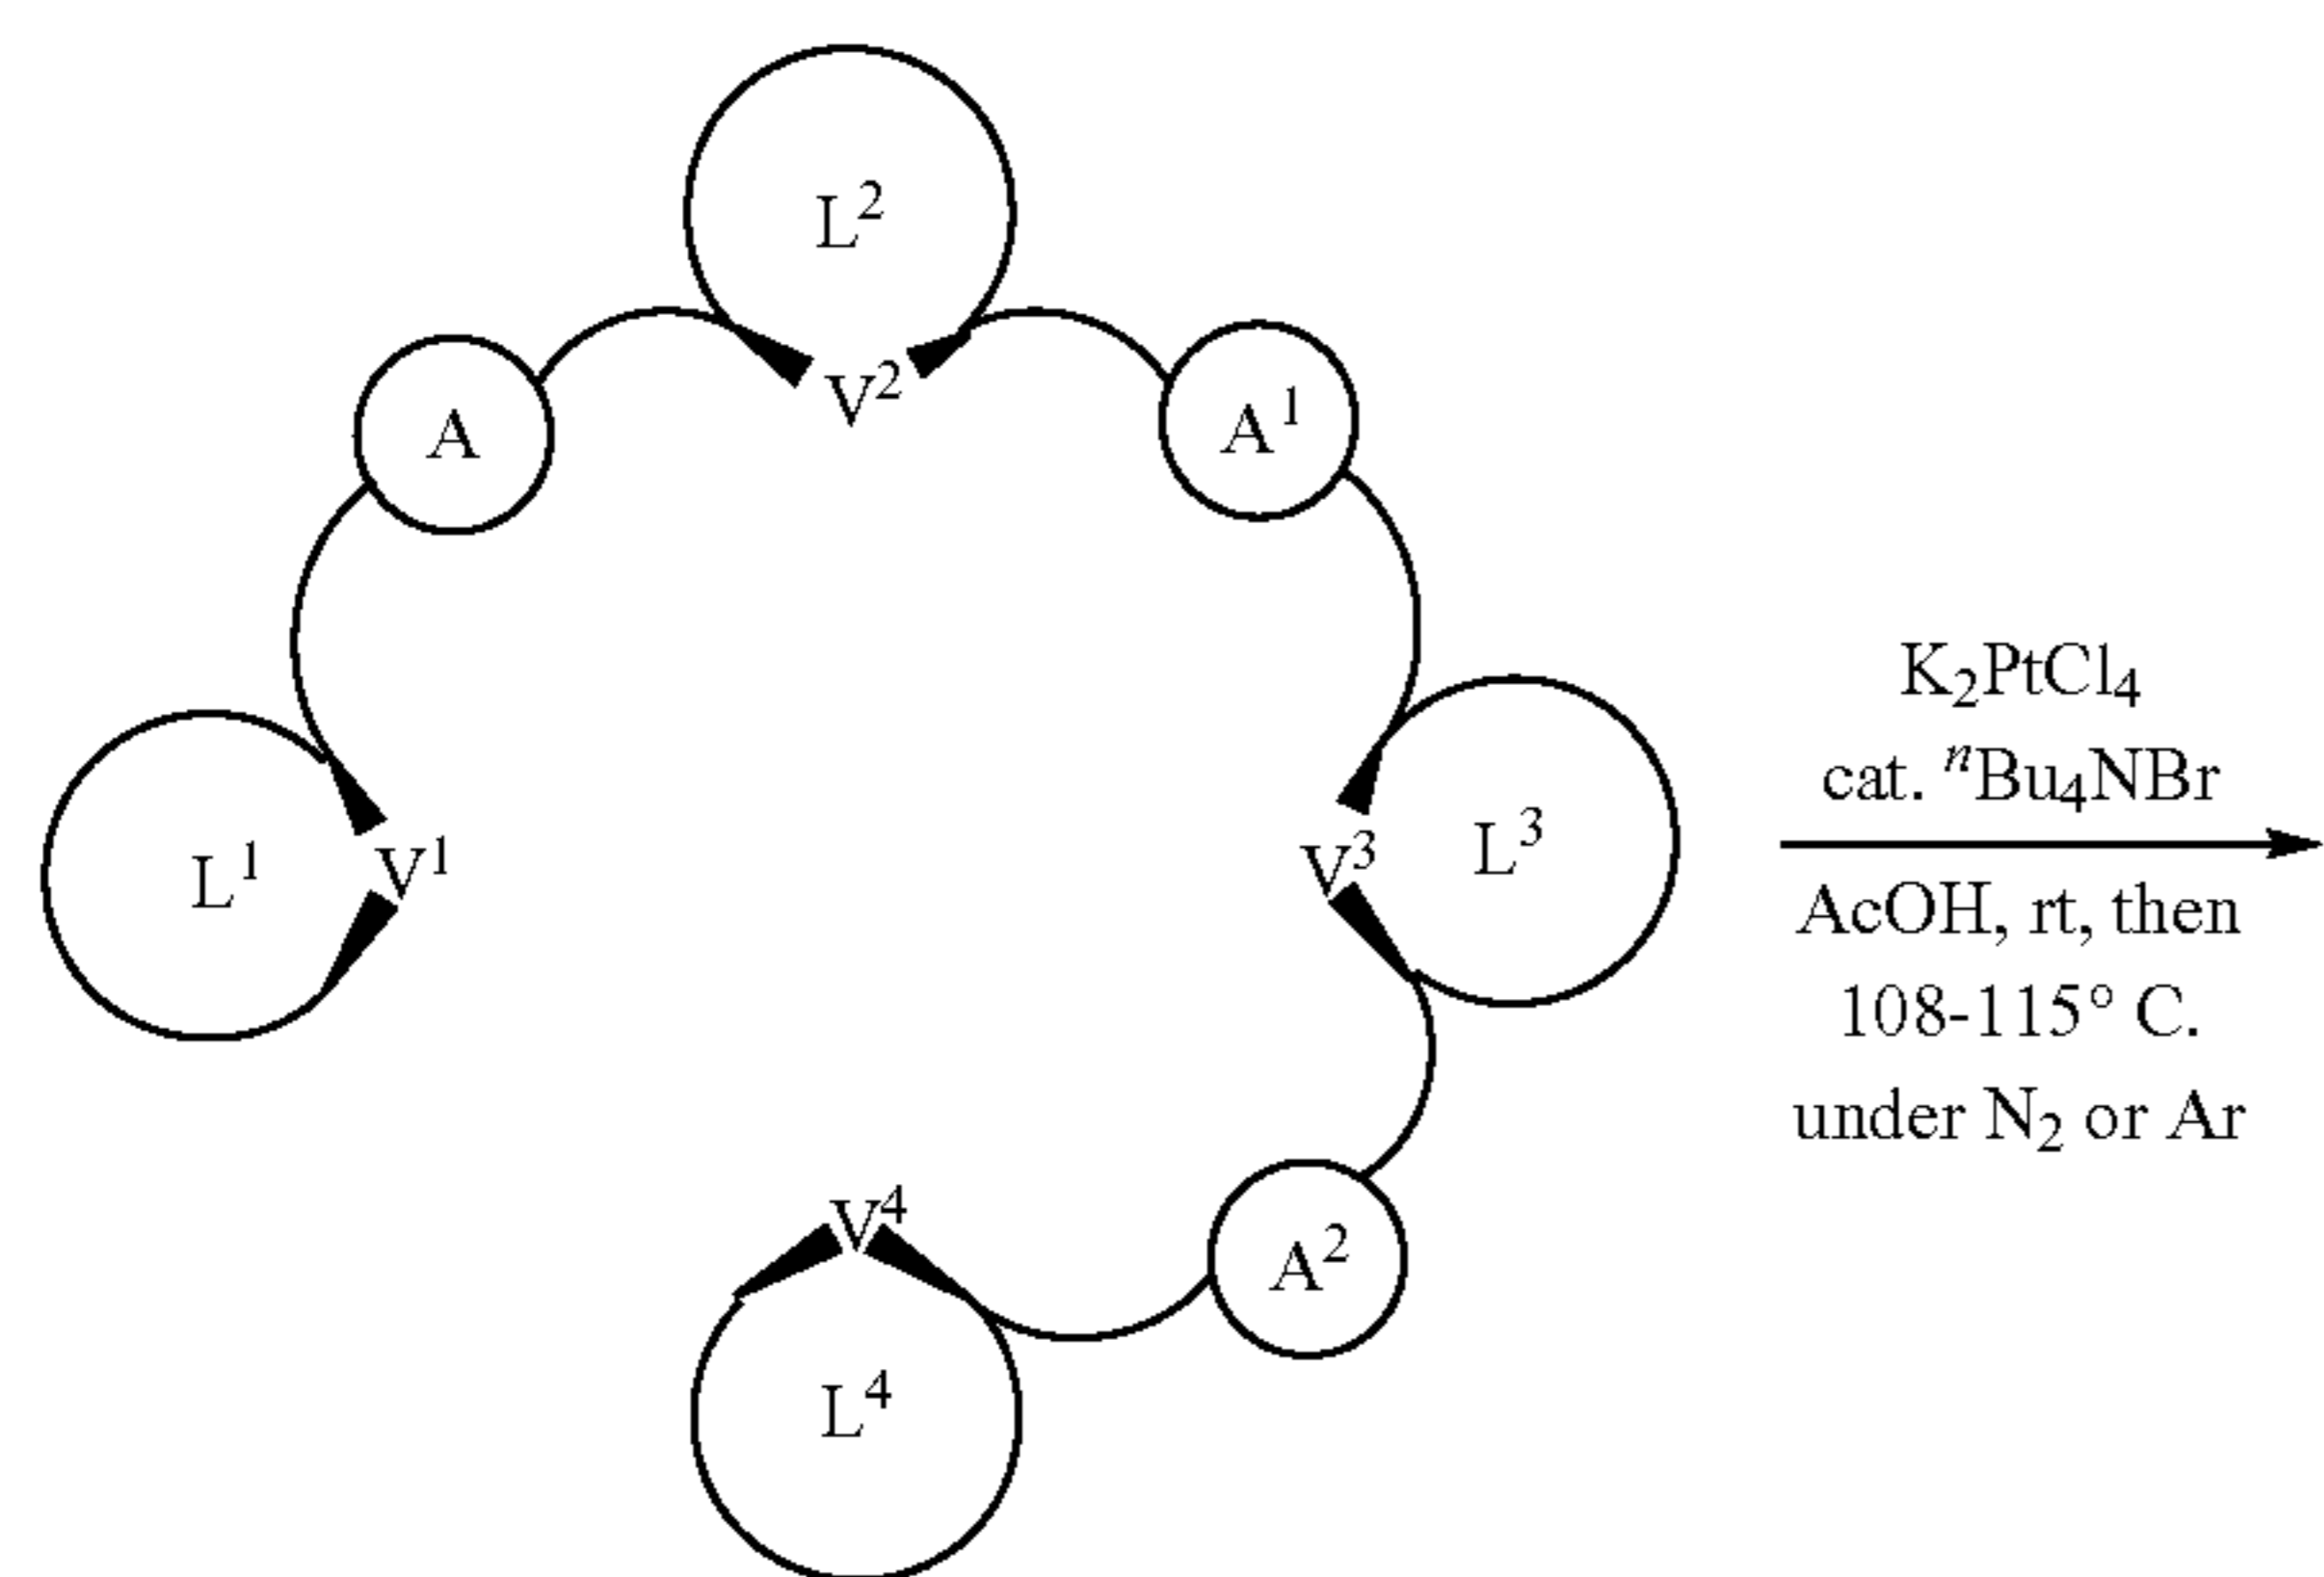 L²
V²
A
A¹
K₂PtCl₄
cat. ⁿBu₄NBr
L¹
V¹
V³
L³
AcOH, rt, then
108-115° C.
under N₂ or Ar
V⁴
A²
L⁴